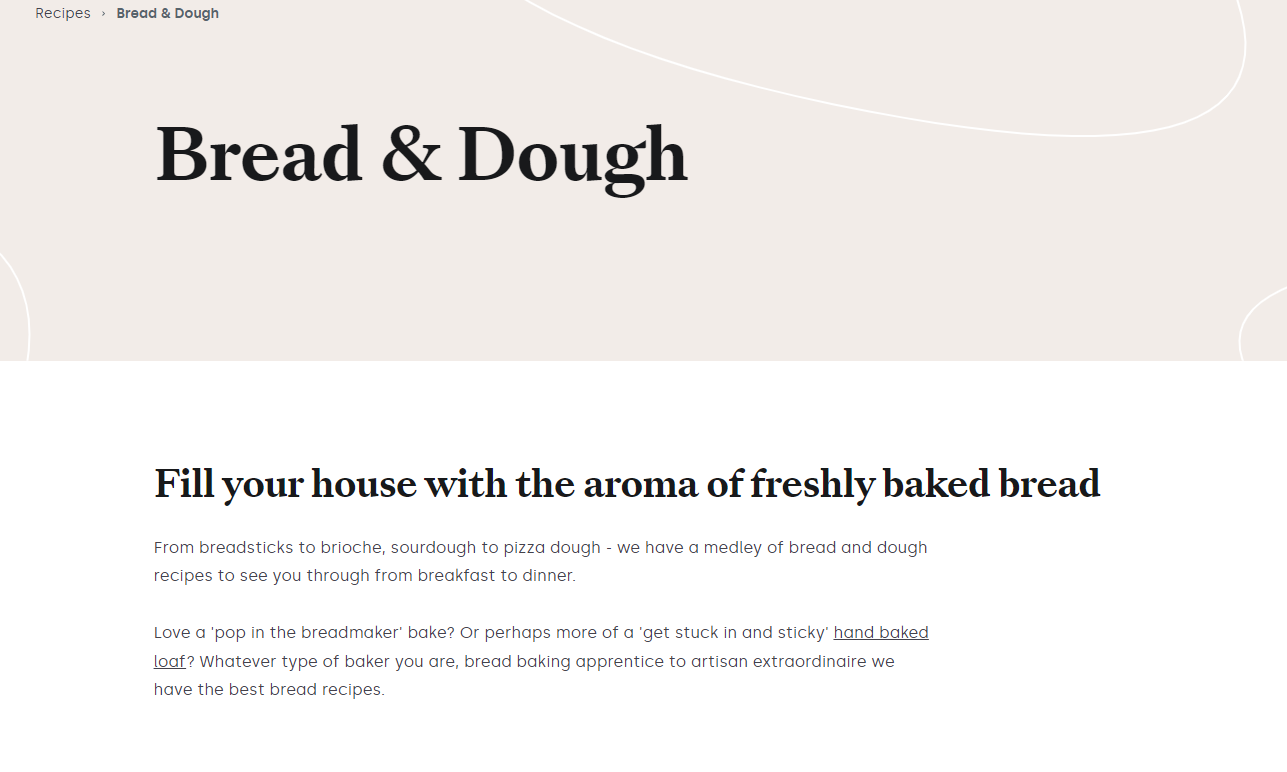 Recipes › Bread & Dough
Bread & Dough
Fill your house with the aroma of freshly baked bread
From breadsticks to brioche, sourdough to pizza dough - we have a medley of bread and dough
recipes to see you through from breakfast to dinner.
Love a 'pop in the breadmaker' bake? Or perhaps more of a 'get stuck in and sticky' hand baked
loaf? Whatever type of baker you are, bread baking apprentice to artisan extraordinaire we
have the best bread recipes.